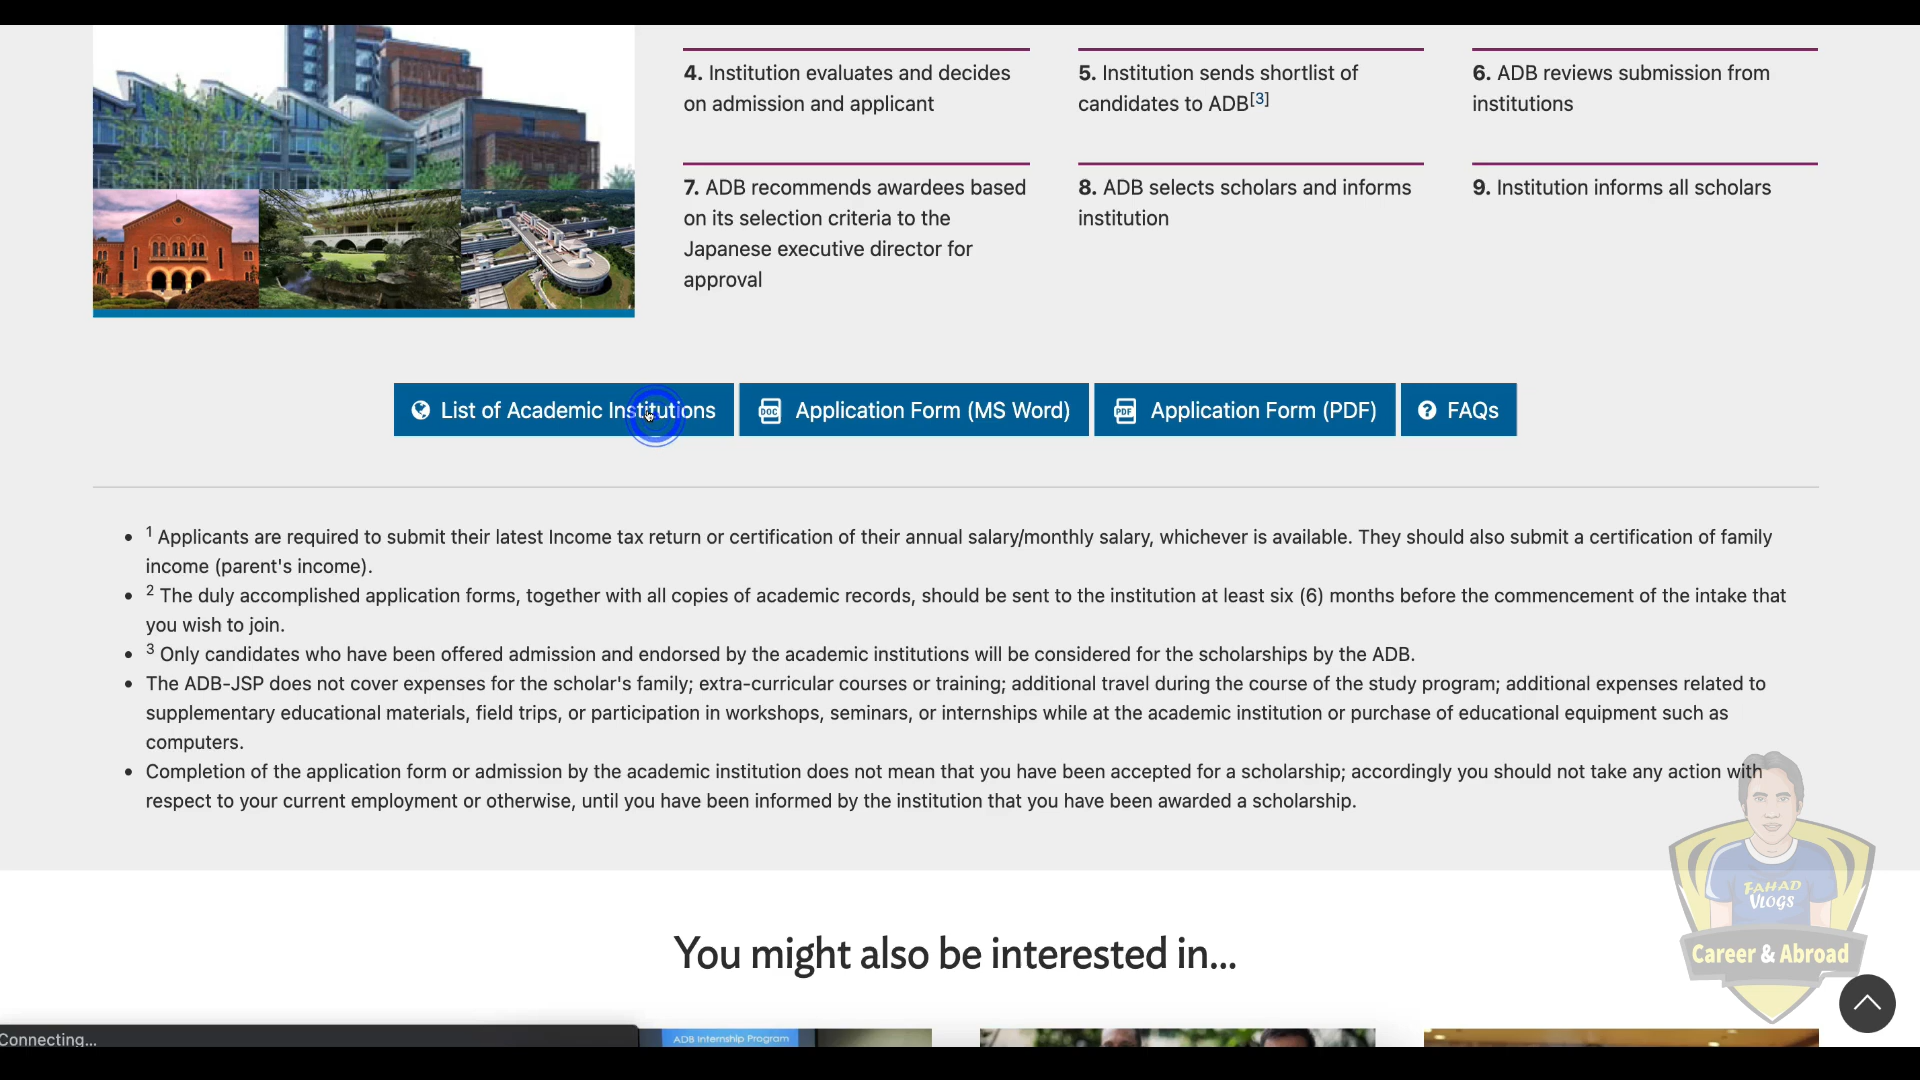 4. Institution evaluates and decides
on admission and applicant
5. Institution sends shortlist of
candidates to ADB[3]
6. ADB reviews submission from
institutions
7. ADB recommends awardees based
on its selection criteria to the
Japanese executive director for
approval
8. ADB selects scholars and informs
institution
9. Institution informs all scholars
List of Academic Institutions
DOC Application Form (MS Word)
PDF Application Form (PDF)
? FAQs
• 1 Applicants are required to submit their latest Income tax return or certification of their annual salary/monthly salary, whichever is available. They should also submit a certification of family
income (parent's income).
• 2 The duly accomplished application forms, together with all copies of academic records, should be sent to the institution at least six (6) months before the commencement of the intake that
you wish to join.
• 3 Only candidates who have been offered admission and endorsed by the academic institutions will be considered for the scholarships by the ADB.
• The ADB-JSP does not cover expenses for the scholar's family; extra-curricular courses or training; additional travel during the course of the study program; additional expenses related to
supplementary educational materials, field trips, or participation in workshops, seminars, or internships while at the academic institution or purchase of educational equipment such as
computers.
• Completion of the application form or admission by the academic institution does not mean that you have been accepted for a scholarship; accordingly you should not take any action with
respect to your current employment or otherwise, until you have been informed by the institution that you have been awarded a scholarship.
FAHAD
VLOGS
Career & Abroad
You might also be interested in...
Connecting...
ADB Internship Program